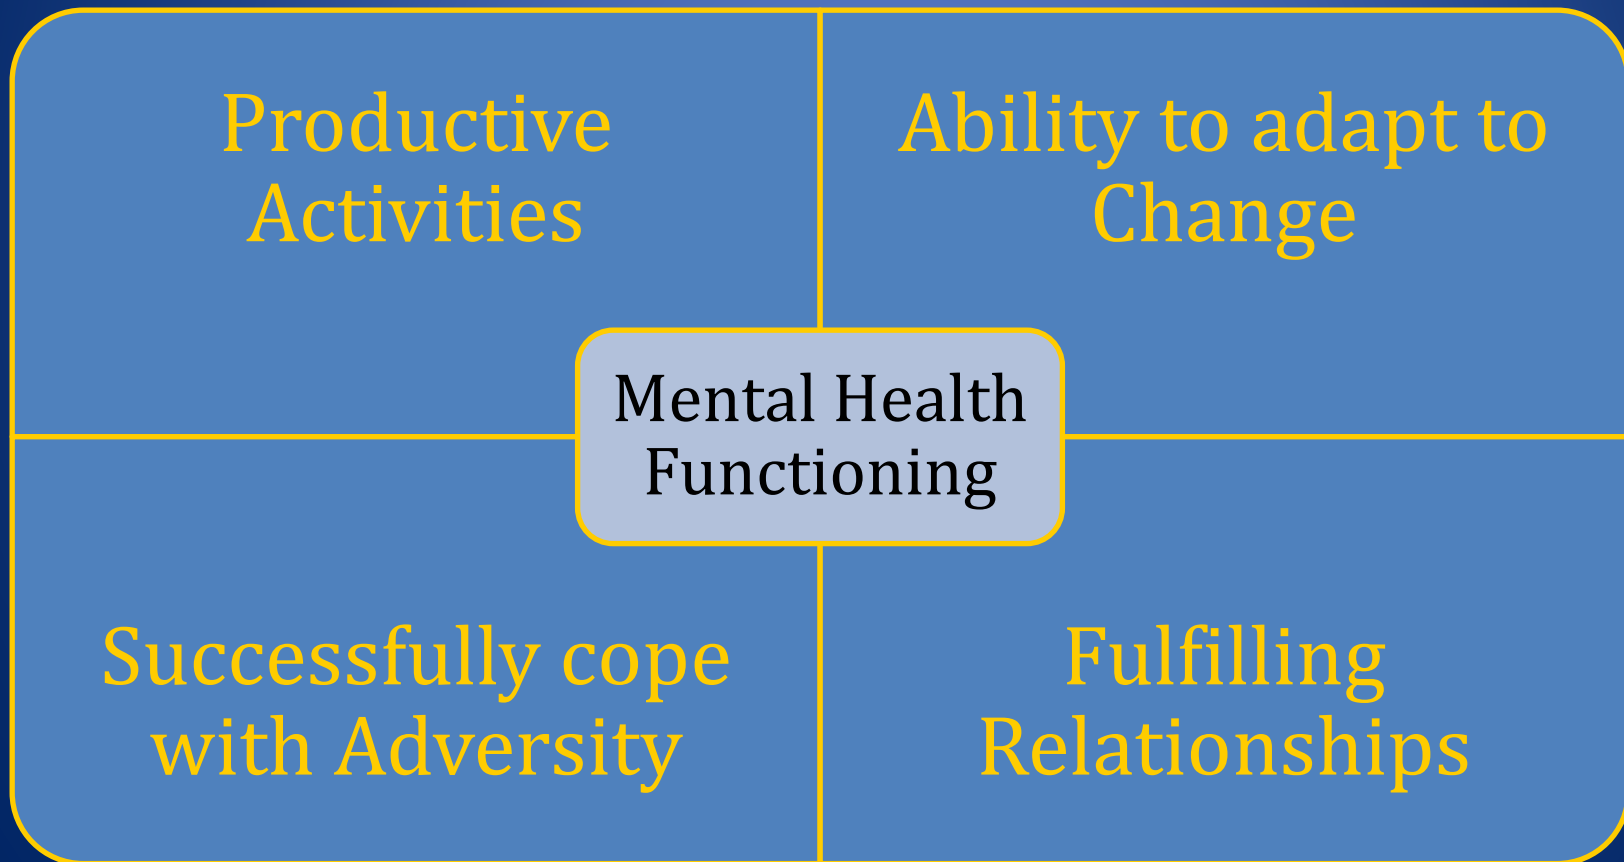 Productive
Activities
Ability to adapt to
Change
Mental Health
Functioning
Successfully cope
with Adversity
Fulfilling
Relationships